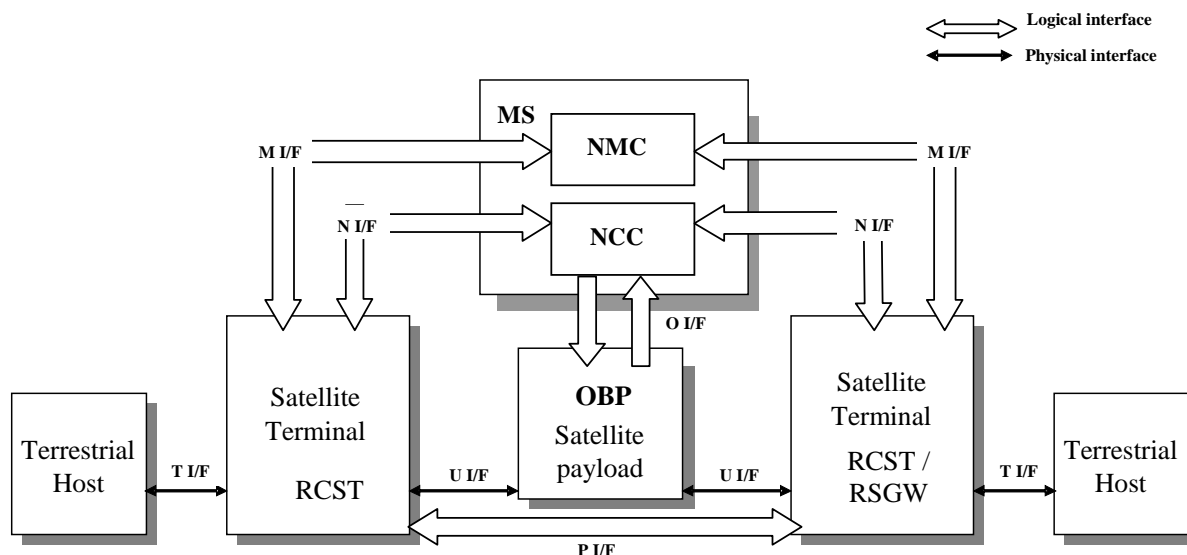 Logical interface
Physical interface
MS
NMC
M I/F
M I/F
N I/F
NCC
N I/F
O I/F
Satellite
Terminal
RCST
OBP
Satellite
payload
Satellite
Terminal
RCST /
RSGW
Terrestrial
Host
T I/F
U I/F
U I/F
T I/F
Terrestrial
Host
P I/F